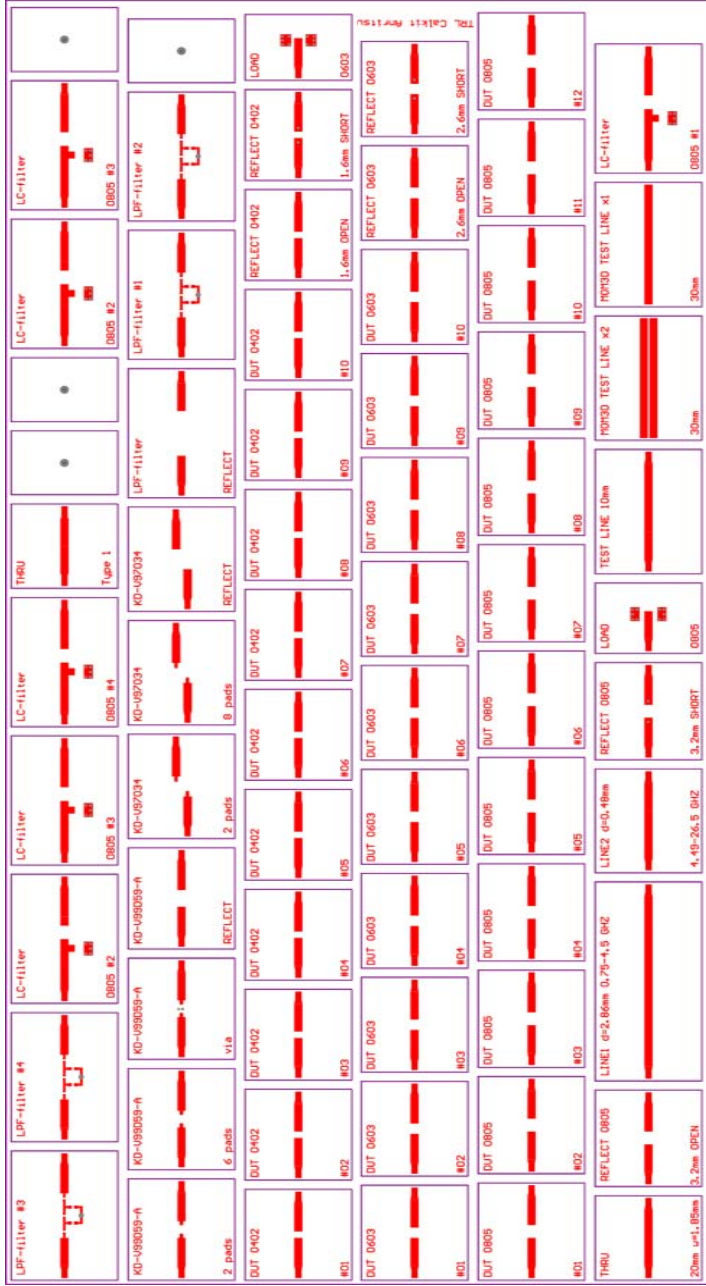 LPF-filter #3
LPF-filter #4
LC-filter
0805 #2
LC-filter
0805 #3
LC-filter
0805 #4
THRU
Type 1
LC-filter
0805 #2
LC-filter
0805 #3
KD-V99059-A
2 pads
KD-V99059-A
6 pads
KD-V99059-A
via
KD-V99059-A
REFLECT
KD-V97034
2 pads
KD-V97034
8 pads
KD-V97034
REFLECT
LPF-filter
REFLECT
LPF-filter #1
LPF-filter #2
DUT 0402
#01
DUT 0402
#02
DUT 0402
#03
DUT 0402
#04
DUT 0402
#05
DUT 0402
#06
DUT 0402
#07
DUT 0402
#08
DUT 0402
#09
DUT 0402
#10
REFLECT 0402
1.6mm OPEN
REFLECT 0402
1.6mm SHORT
LOAD
0603
TRL Calkit Anritsu
DUT 0603
#01
DUT 0603
#02
DUT 0603
#03
DUT 0603
#04
DUT 0603
#05
DUT 0603
#06
DUT 0603
#07
DUT 0603
#08
DUT 0603
#09
DUT 0603
#10
REFLECT 0603
2.6mm OPEN
REFLECT 0603
2.6mm SHORT
DUT 0805
#01
DUT 0805
#02
DUT 0805
#03
DUT 0805
#04
DUT 0805
#05
DUT 0805
#06
DUT 0805
#07
DUT 0805
#08
DUT 0805
#09
DUT 0805
#10
DUT 0805
#11
DUT 0805
#12
THRU
20mm w=1.85mm
REFLECT 0805
3.2mm OPEN
LINE1 d=2.86mm 0.75-4.5 GHZ
LINE2 d=0.48mm
4.49-26.5 GHZ
REFLECT 0805
3.2mm SHORT
LOAD
0805
TEST LINE 10mm
MOM3D TEST LINE x2
30mm
MOM3D TEST LINE x1
30mm
LC-filter
0805 #1